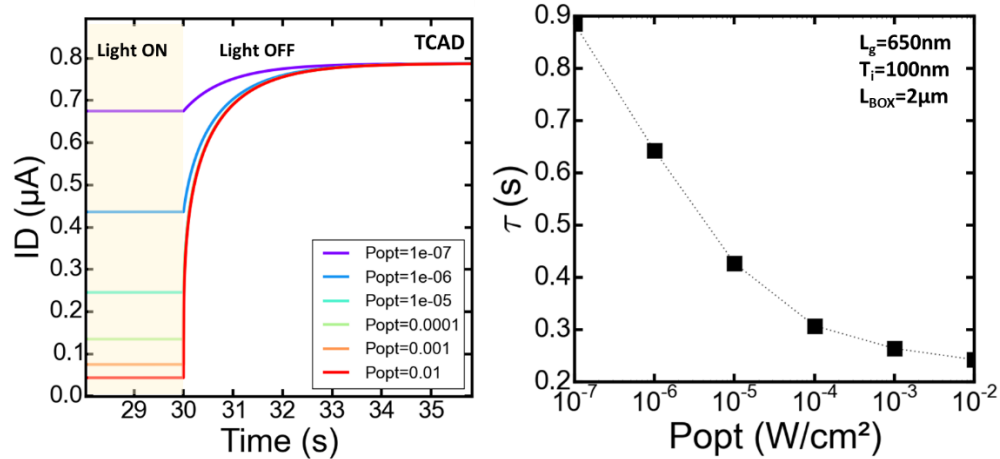 Light ON
Light OFF
TCAD
0.8
0.7
0.6
0.5
0.4
0.3
0.2
0.1
0.0
ID (µA)
Popt=1e-07
Popt=1e-06
Popt=1e-05
Popt=0.0001
Popt=0.001
Popt=0.01
29 30 31 32 33 34 35
Time (s)
0.9
0.8
0.7
0.6
0.5
0.4
0.3
0.2
τ (s)
Lg=650nm
Ti=100nm
LBOX=2µm
10⁻⁷ 10⁻⁶ 10⁻⁵ 10⁻⁴ 10⁻³ 10⁻²
Popt (W/cm²)